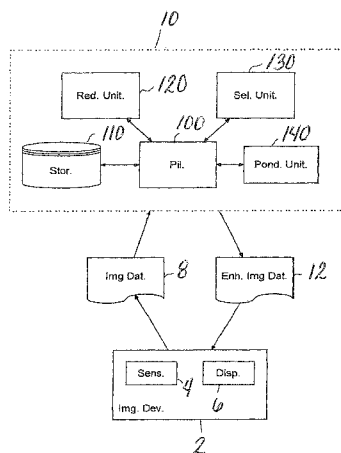 10
130
Red. Unit.
120
Sel. Unit.
110
100
140
Stor.
Pil.
Pond. Unit.
Img Dat.
8
Enh. Img Dat.
12
Sens.
4
Disp.
6
Img. Dev.
2